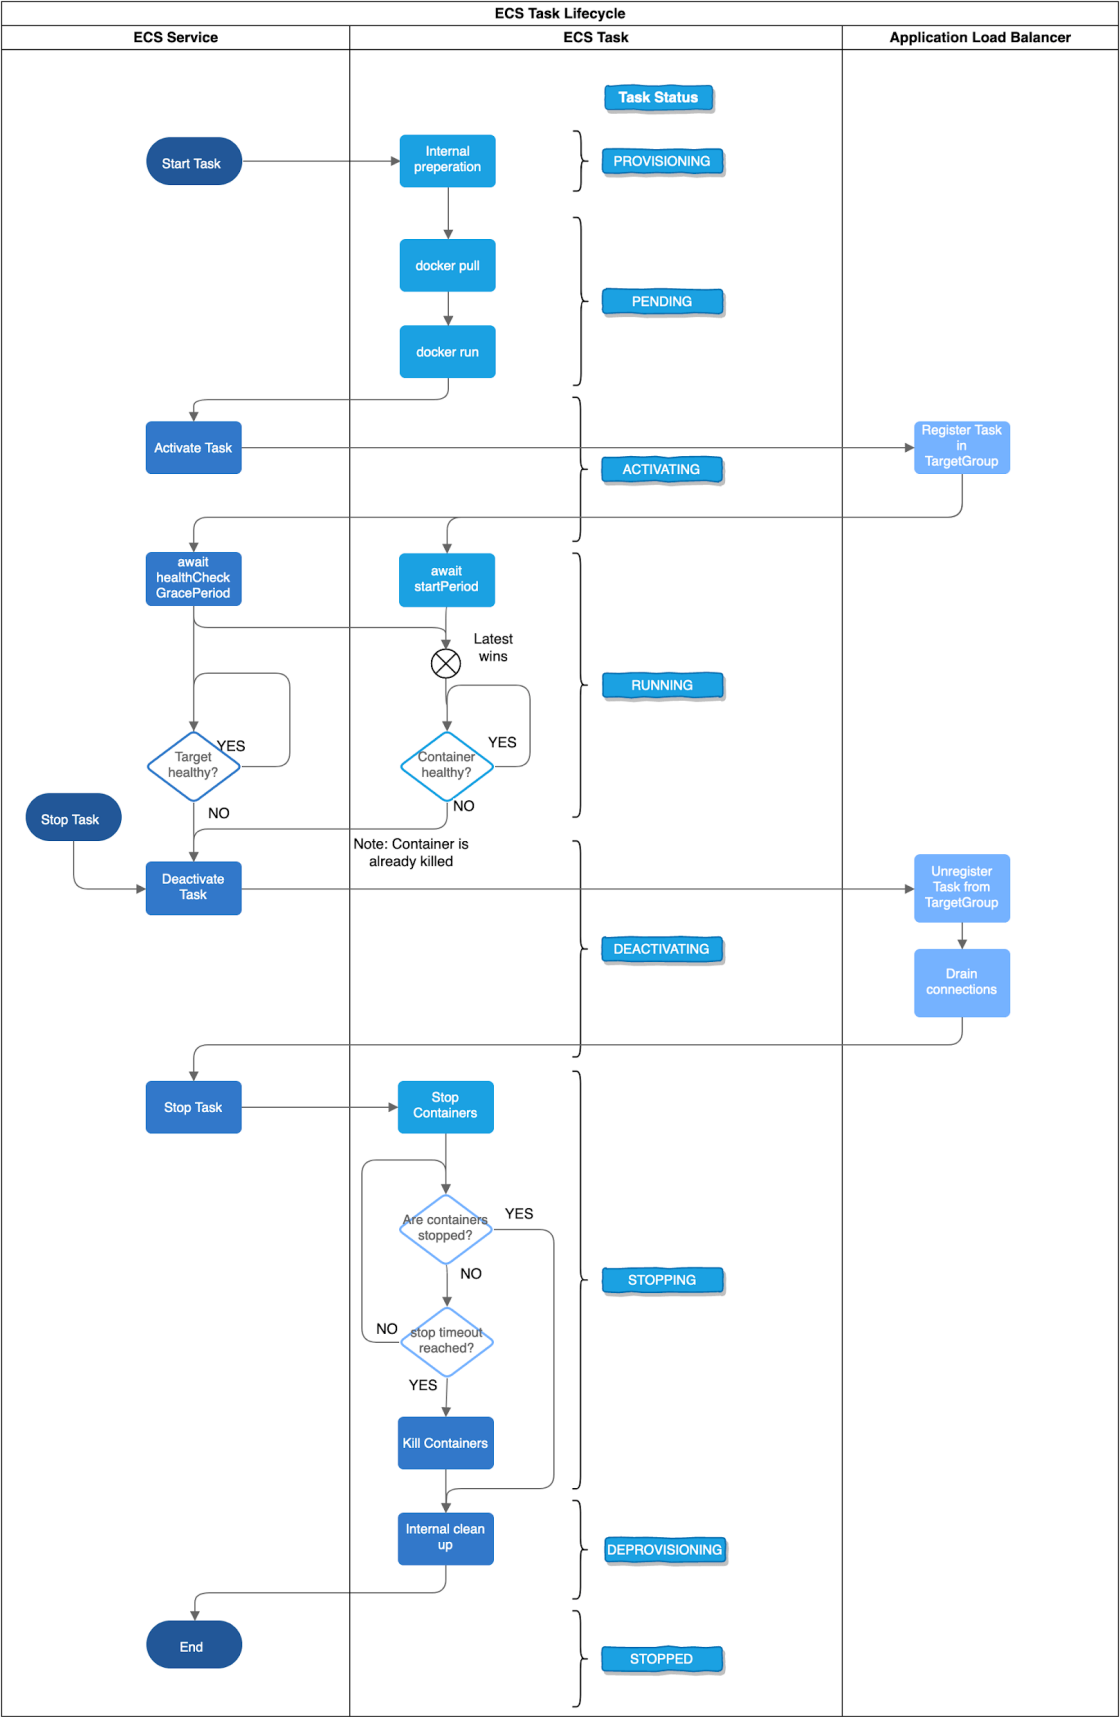 ECS Task Lifecycle
ECS Service
ECS Task
Application Load Balancer
Task Status
Start Task
Internal
preperation
PROVISIONING
docker pull
PENDING
docker run
Activate Task
Register Task
in
TargetGroup
ACTIVATING
await
healthCheck
GracePeriod
await
startPeriod
Latest
wins
RUNNING
YES
Target
healthy?
YES
Container
healthy?
NO
NO
Stop Task
Note: Container is
already killed
Deactivate
Task
Unregister
Task from
TargetGroup
DEACTIVATING
Drain
connections
Stop Task
Stop
Containers
Are containers
stopped?
YES
NO
STOPPING
NO
stop timeout
reached?
YES
Kill Containers
Internal clean
up
DEPROVISIONING
End
STOPPED